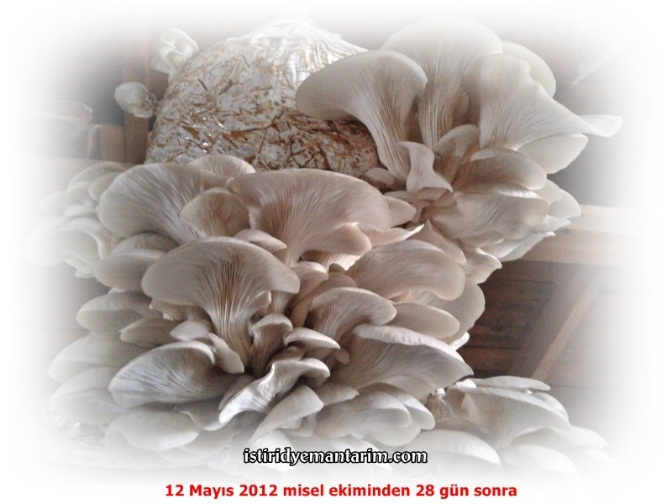 istiridyemantarim.com
12 Mayıs 2012 misel ekiminden 28 gün sonra